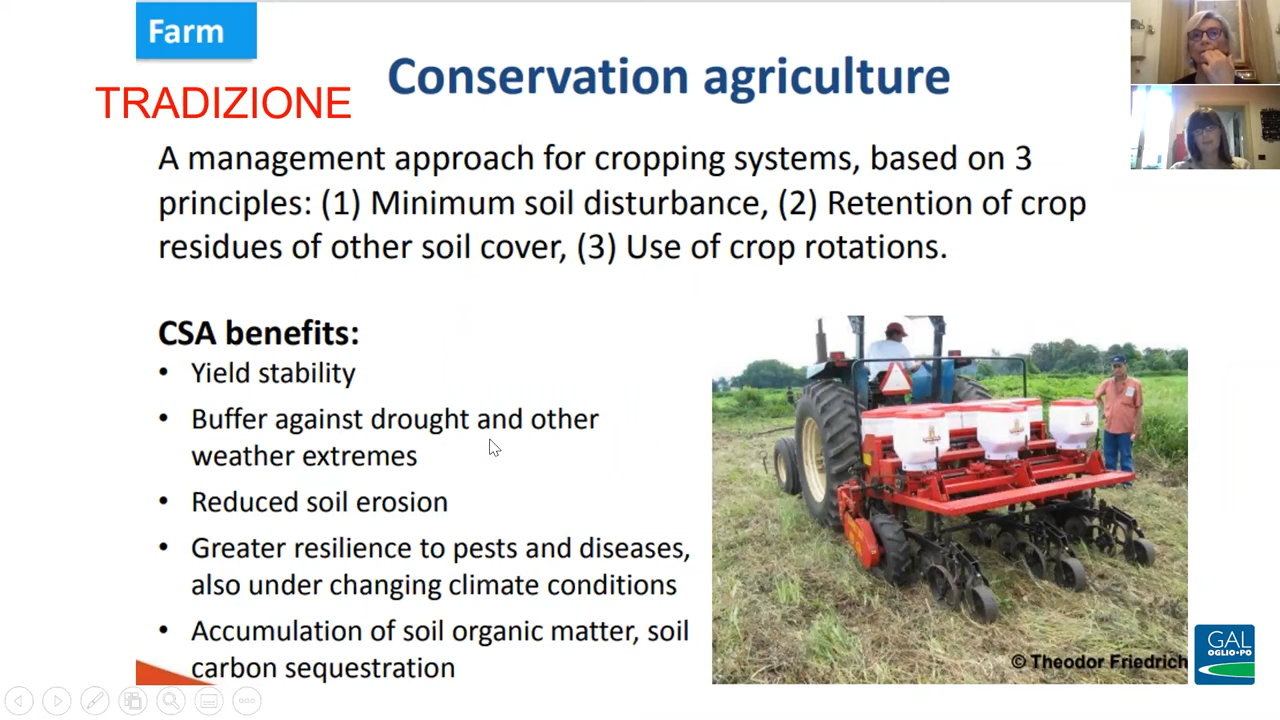 Farm
TRADIZIONE
Conservation agriculture
A management approach for cropping systems, based on 3
principles: (1) Minimum soil disturbance, (2) Retention of crop
residues of other soil cover, (3) Use of crop rotations.
CSA benefits:
• Yield stability
• Buffer against drought and other
weather extremes
• Reduced soil erosion
• Greater resilience to pests and diseases,
also under changing climate conditions
• Accumulation of soil organic matter, soil
carbon sequestration
© Theodor Friedrich
GAL
OGLIO•PO